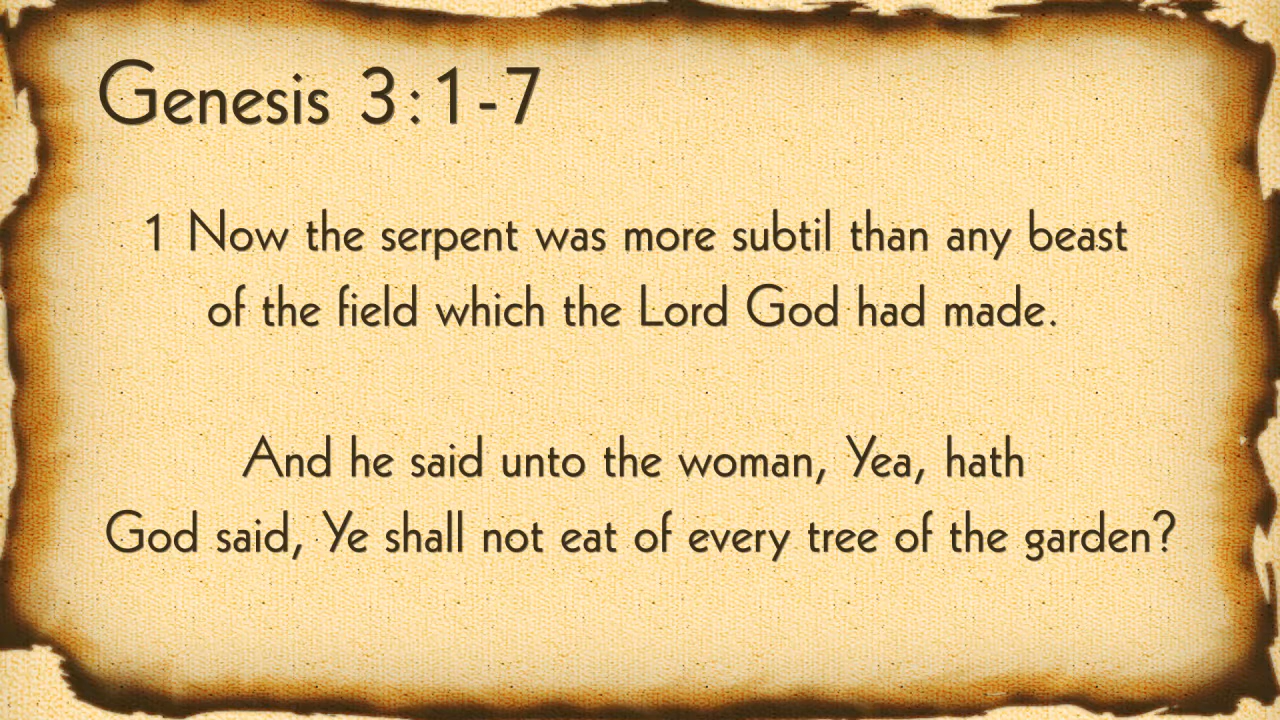 Genesis 3:1-7
1 Now the serpent was more subtil than any beast
of the field which the Lord God had made.
And he said unto the woman, Yea, hath
God said, Ye shall not eat of every tree of the garden?